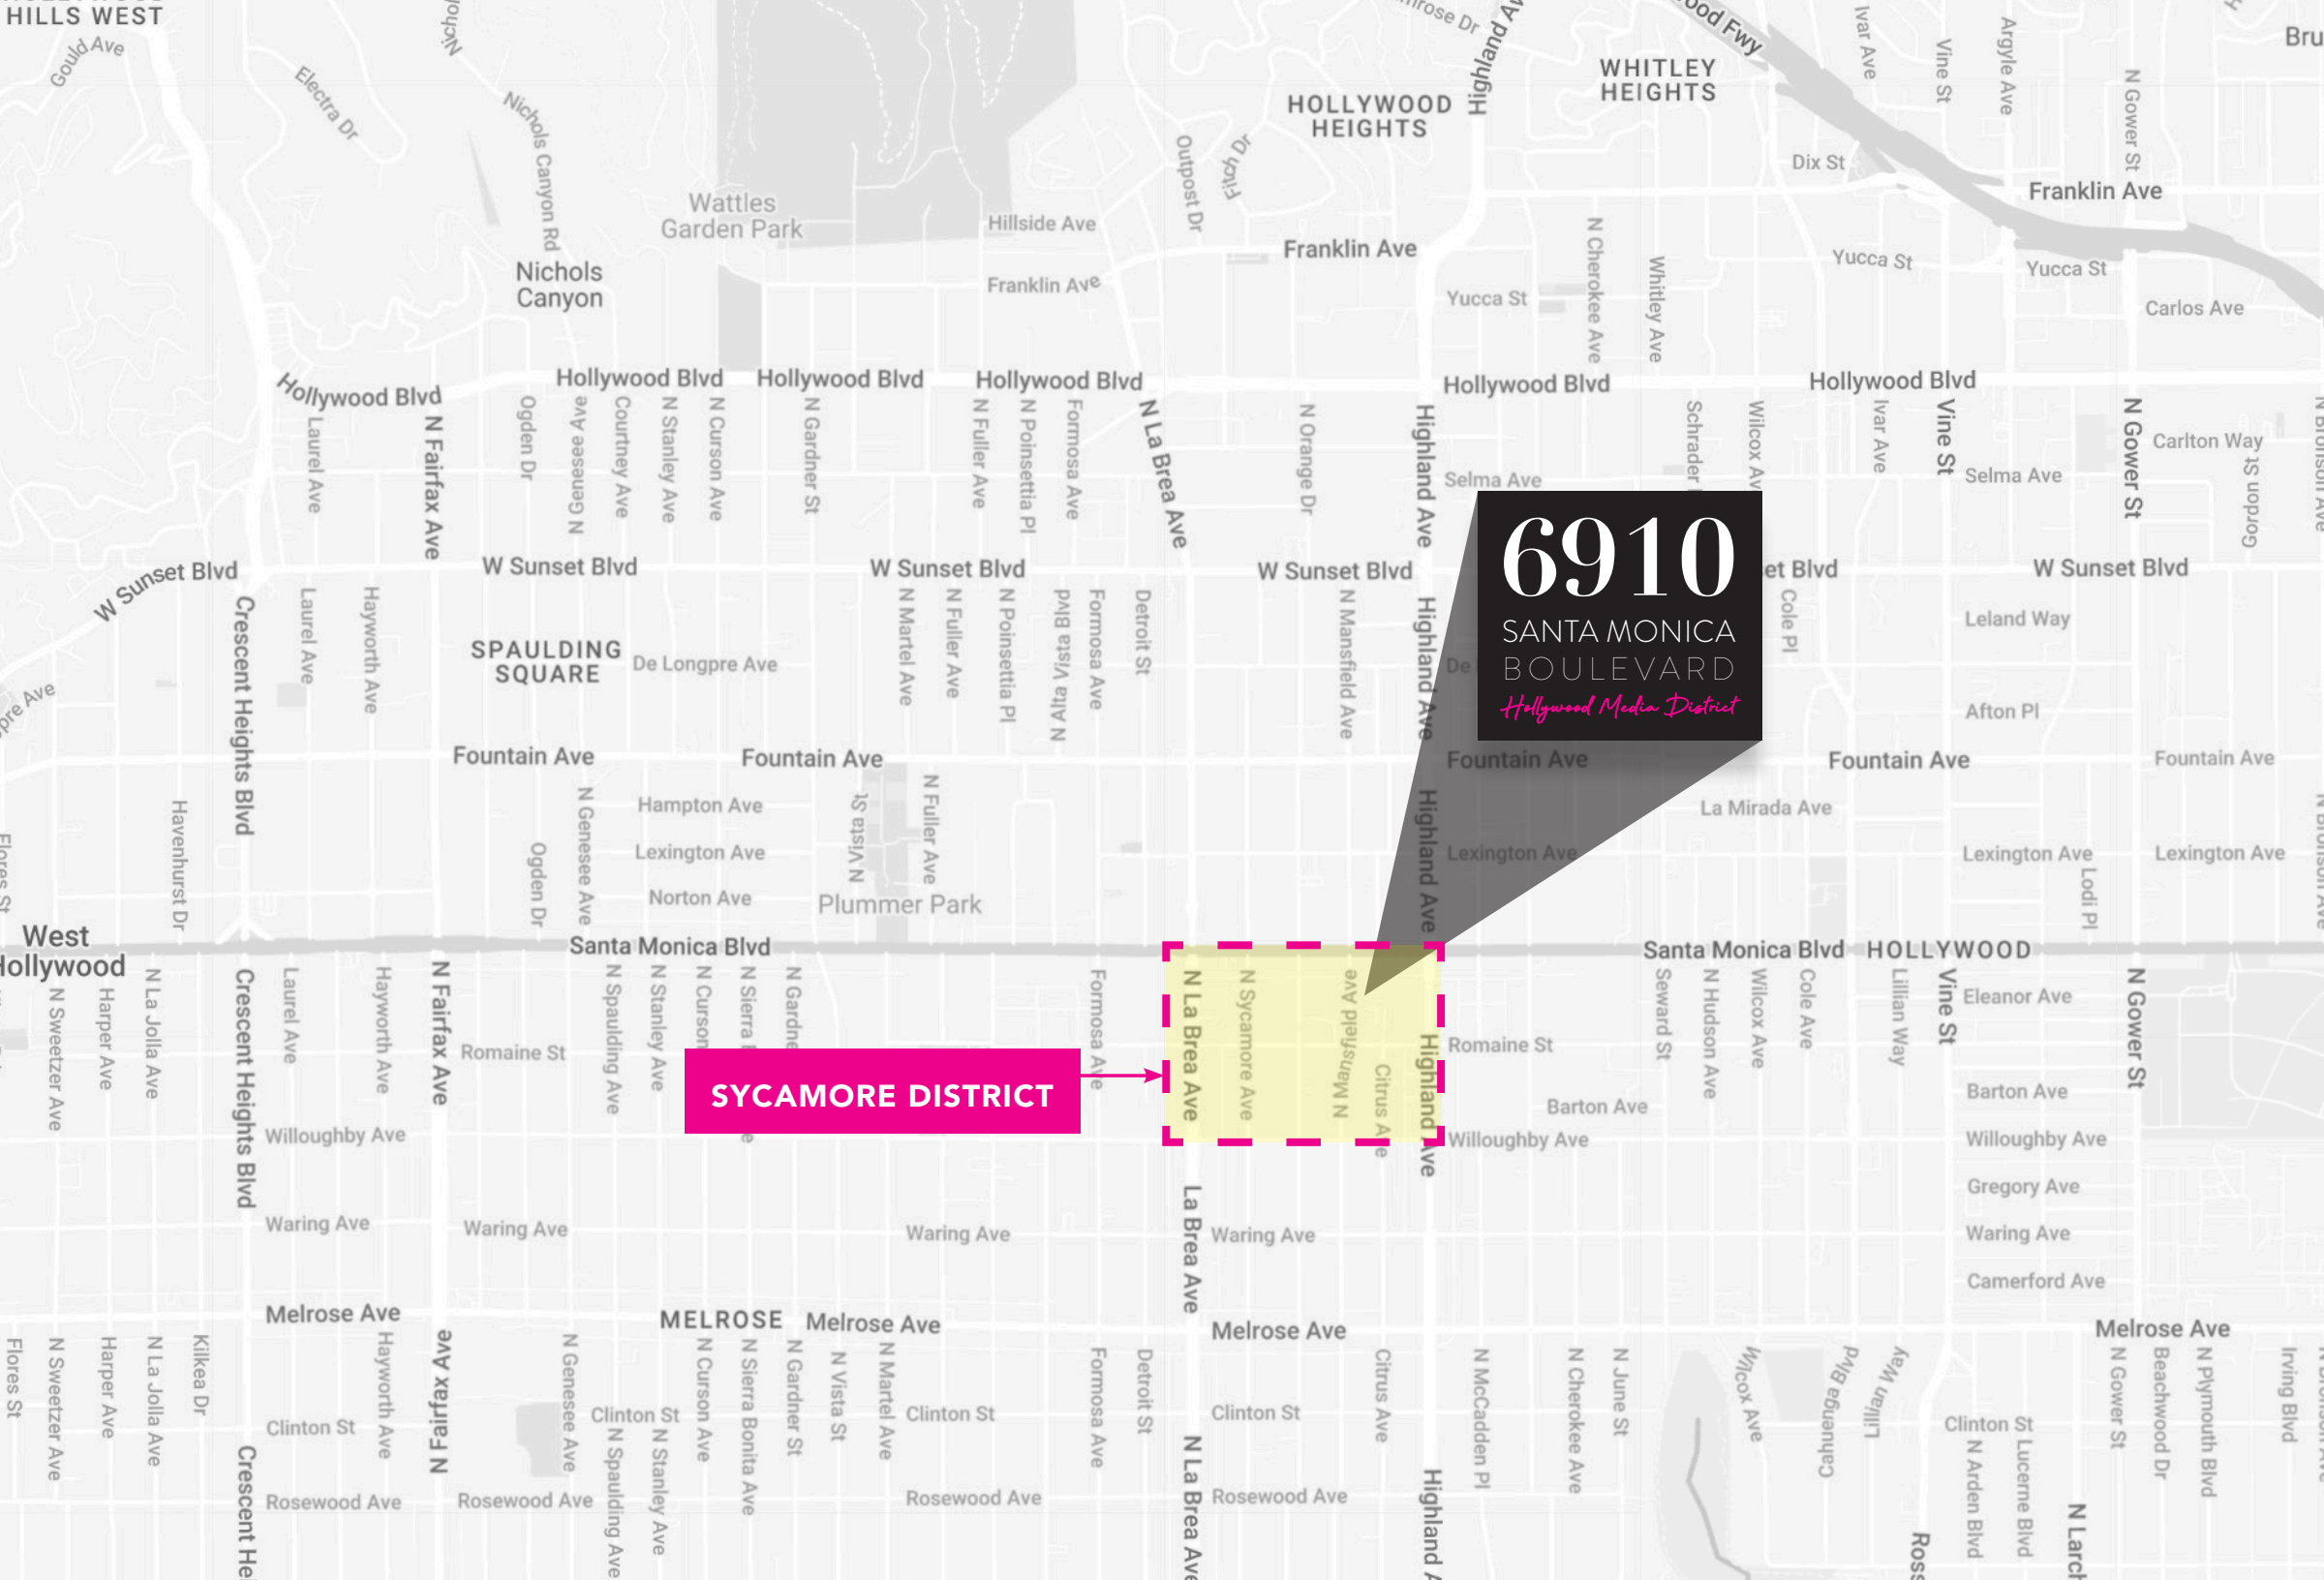 HILLS WEST
Gould Ave
Electra Dr
Nichols Canyon Rd
Nichols
Canyon
Wattles
Garden Park
Hillside Ave
Franklin Ave
Outpost Dr
Fitch Dr
HOLLYWOOD
HEIGHTS
Highland Av
WHITLEY
HEIGHTS
ood Fwy
Ivar Ave
Vine St
Argyle Ave
N Gower St
Bru
Dix St
Franklin Ave
Franklin Ave
Yucca St
N Cherokee Ave
Whitley Ave
Yucca St
Yucca St
Carlos Ave
Hollywood Blvd
Hollywood Blvd
Hollywood Blvd
Hollywood Blvd
Hollywood Blvd
Hollywood Blvd
Laurel Ave
N Fairfax Ave
Ogden Dr
N Genesee Ave
Courtney Ave
N Stanley Ave
N Curson Ave
N Gardner St
N Fuller Ave
N Poinsettia Pl
Formosa Ave
N La Brea Ave
N Orange Dr
Highland Ave
Selma Ave
Schrader
Wilcox Av
Ivar Ave
Vine St
Selma Ave
N Gower St
Carlton Way
Gordon St
W Sunset Blvd
W Sunset Blvd
W Sunset Blvd
W Sunset Blvd
et Blvd
W Sunset Blvd
6910
SANTA MONICA
BOULEVARD
Hollywood Media District
Crescent Heights Blvd
Laurel Ave
Hayworth Ave
SPAULDING
SQUARE
De Longpre Ave
N Martel Ave
N Fuller Ave
N Poinsettia Pl
N Alta Vista Blvd
Formosa Ave
Detroit St
N Mansfield Ave
Highland Ave
De
Cole Pl
Leland Way
Afton Pl
pre Ave
Fountain Ave
Fountain Ave
Fountain Ave
Fountain Ave
Fountain Ave
Flores St
Havenhurst Dr
Ogden Dr
N Genesee Ave
Hampton Ave
Lexington Ave
Norton Ave
N Vista St
N Fuller Ave
Plummer Park
Highland Ave
La Mirada Ave
Lexington Ave
Lexington Ave
Lexington Ave
Lodi Pl
West
Hollywood
Santa Monica Blvd
Santa Monica Blvd
HOLLYWOOD
N Sweetzer Ave
Harper Ave
N La Jolla Ave
Crescent Heights Blvd
Laurel Ave
Hayworth Ave
N Fairfax Ave
Romaine St
N Spaulding Ave
N Stanley Ave
N Curson
N Sierra
N Gardne
Formosa Ave
N La Brea Ave
N Sycamore Ave
N Mansfield Ave
Citrus Ave
Highland Ave
Romaine St
Seward St
N Hudson Ave
Wilcox Ave
Cole Ave
Lillian Way
Vine St
Eleanor Ave
N Gower St
SYCAMORE DISTRICT
Barton Ave
Barton Ave
Willoughby Ave
Willoughby Ave
Willoughby Ave
Gregory Ave
Waring Ave
Waring Ave
Waring Ave
La Brea Ave
Waring Ave
Waring Ave
Camerford Ave
Melrose Ave
MELROSE
Melrose Ave
Melrose Ave
Melrose Ave
Flores St
N Sweetzer Ave
Harper Ave
N La Jolla Ave
Kilkea Dr
Crescent Hei
Hayworth Ave
N Fairfax Ave
N Genesee Ave
N Spaulding Ave
N Stanley Ave
N Curson Ave
N Sierra Bonita Ave
N Gardner St
N Vista St
N Martel Ave
Formosa Ave
Detroit St
N La Brea Ave
Citrus Ave
Highland A
N McCadden Pl
N Cherokee Ave
N June St
Wilcox Ave
Cahuenga Blvd
Lillian Way
Ross
N Arden Blvd
Lucerne Blvd
N Larch
N Gower St
Beachwood Dr
N Plymouth Blvd
Irving Blvd
Clinton St
Clinton St
Clinton St
Clinton St
Clinton St
Rosewood Ave
Rosewood Ave
Rosewood Ave
Rosewood Ave